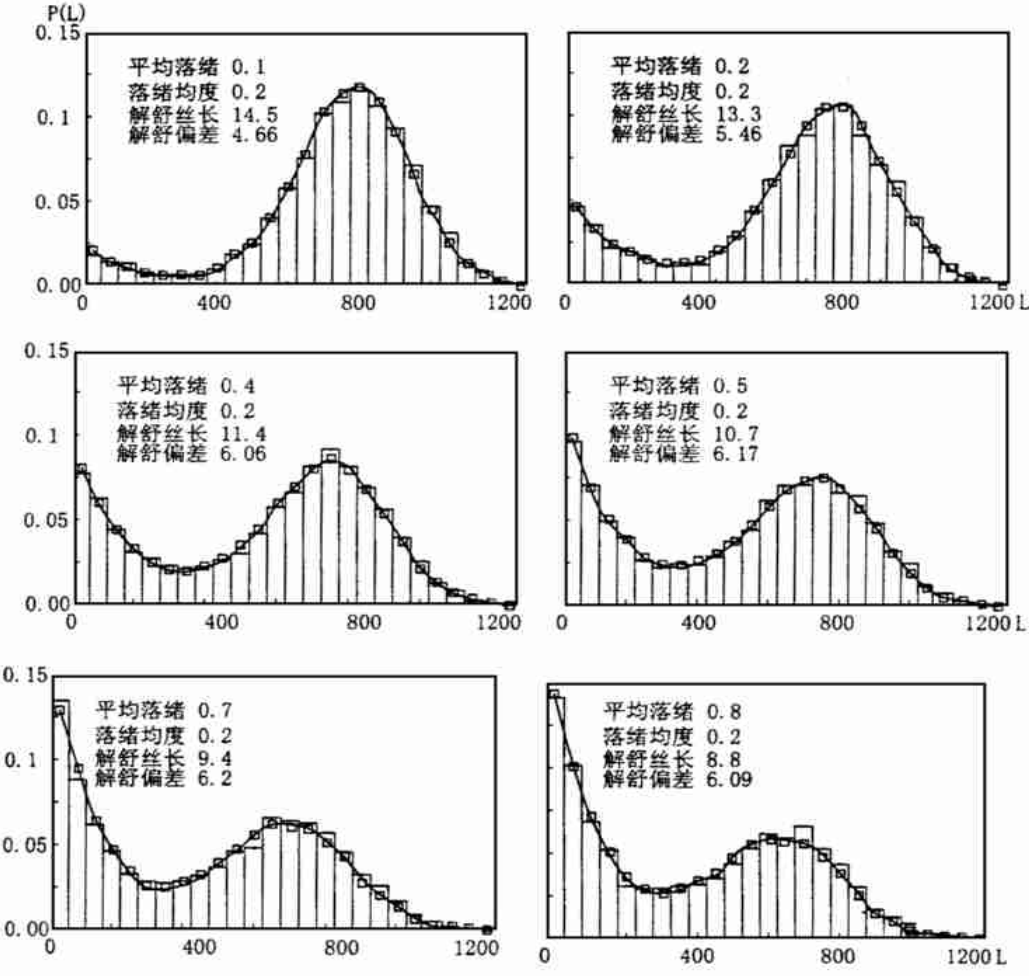 P(L)
0.15
平均落绪 0.1
落绪均度 0.2
解舒丝长 14.5
解舒偏差 4.66
0.1
0.05
0.00
0 400 800 1200
平均落绪 0.2
落绪均度 0.2
解舒丝长 13.3
解舒偏差 5.46
0 400 800 1200 L
0.15
平均落绪 0.4
落绪均度 0.2
解舒丝长 11.4
解舒偏差 6.06
0.1
0.05
0.00
0 400 800 1200
平均落绪 0.5
落绪均度 0.2
解舒丝长 10.7
解舒偏差 6.17
0 400 800 1200 L
0.15
平均落绪 0.7
落绪均度 0.2
解舒丝长 9.4
解舒偏差 6.2
0.1
0.05
0.00
0 400 800 1200
平均落绪 0.8
落绪均度 0.2
解舒丝长 8.8
解舒偏差 6.09
0 400 800 1200 L